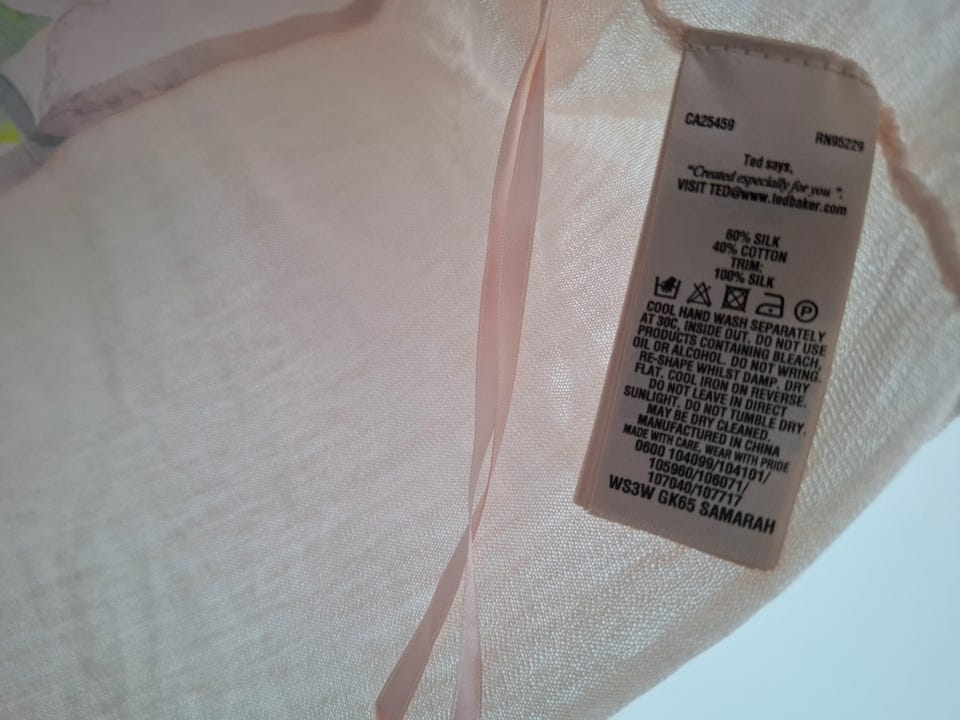 CA25459
RN95229
Ted says,
"Created especially for you ".
VISIT TED@www.tedbaker.com
60% SILK
40% COTTON
TRIM:
100% SILK
P
COOL HAND WASH SEPARATELY
AT 30C, INSIDE OUT. DO NOT USE
PRODUCTS CONTAINING BLEACH,
OIL OR ALCOHOL. DO NOT WRING.
RE-SHAPE WHILST DAMP. DRY
FLAT, COOL IRON ON REVERSE.
DO NOT LEAVE IN DIRECT
SUNLIGHT. DO NOT TUMBLE DRY.
MAY BE DRY CLEANED.
MANUFACTURED IN CHINA
MADE WITH CARE, WEAR WITH PRIDE
0600 104099/104101/
105960/106071/
107040/107717
WS3W GK65 SAMARAH